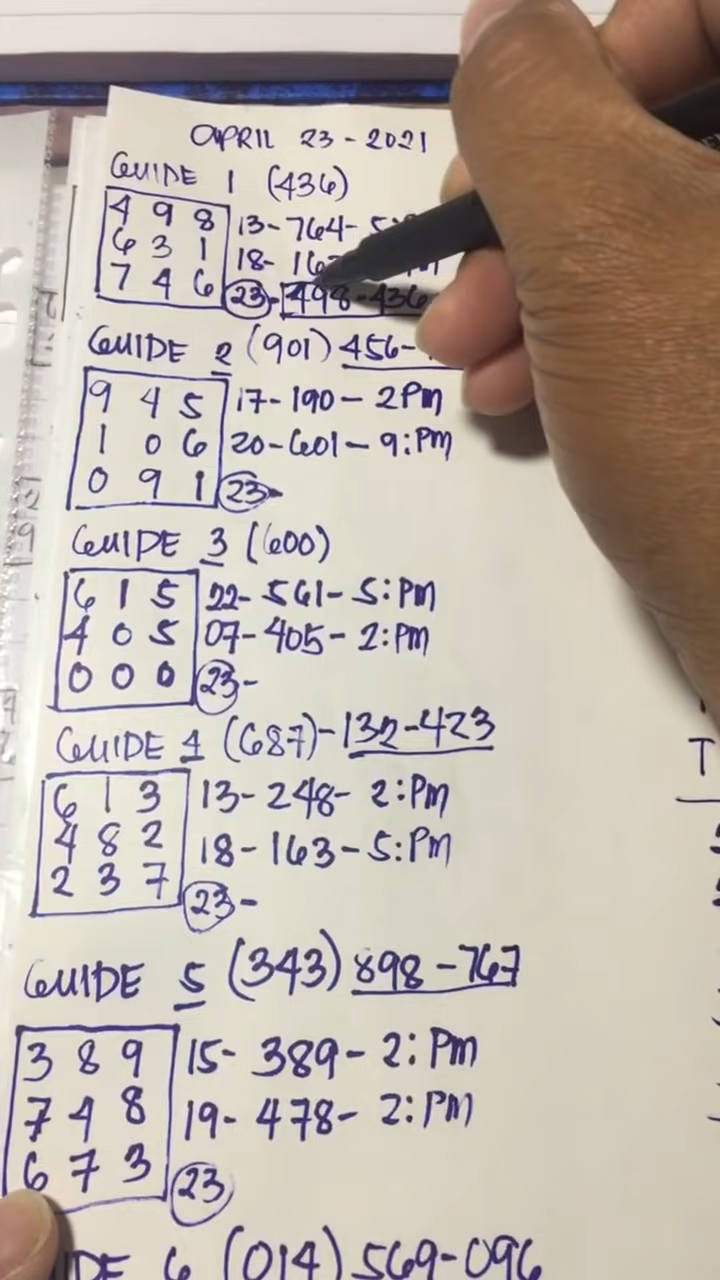 APRIL 23-2021
GUIDE 1 (436)
4 9 8 13-764-
6 3 1 18-
7 4 6 23-498-436
GUIDE 2 (901) 456-
9 4 5 17-190-2PM
1 0 6 20-601-9:PM
0 9 1 23-
GUIDE 3 (600)
6 1 5 22-561-5:PM
4 0 5 07-405-2:PM
0 0 0 23-
GUIDE 4 (687)-132-423
6 1 3 13-248-2:PM
4 8 2 18-163-5:PM
2 3 7 23-
GUIDE 5 (343) 898-767
3 8 9 15-389-2:PM
7 4 8 19-478-2:PM
6 7 3 23
6 (014) 569-096